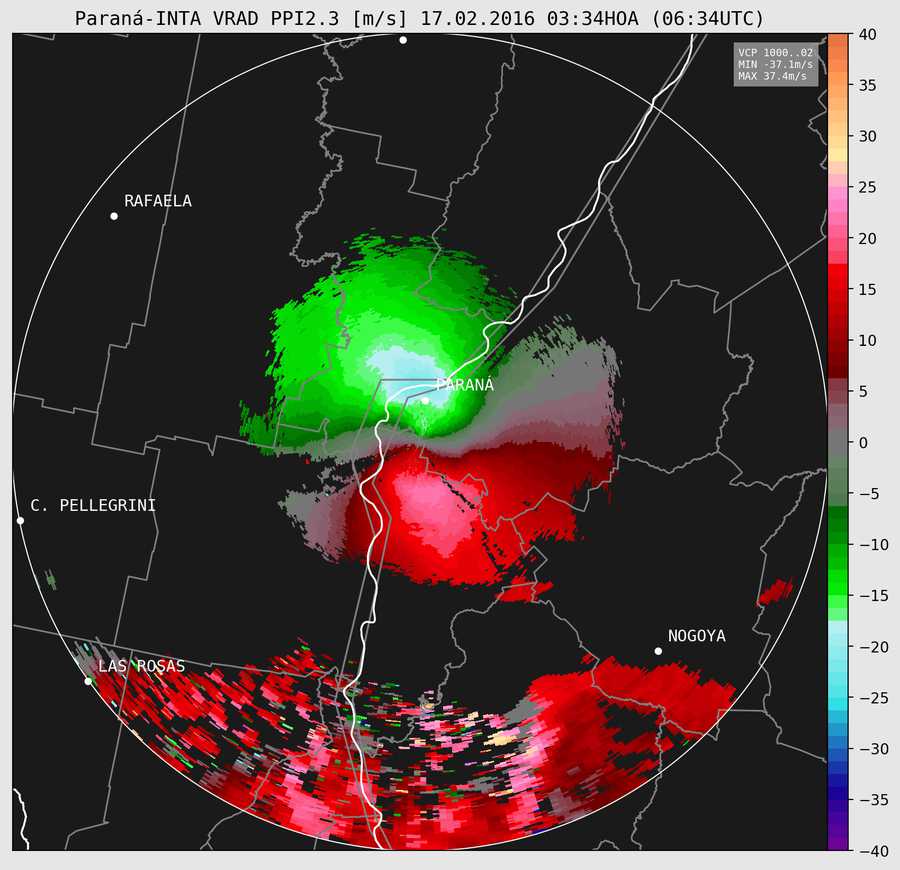 Paraná-INTA VRAD PPI2.3 [m/s] 17.02.2016 03:34HOA (06:34UTC)
VCP 1000..02
MIN -37.1m/s
MAX 37.4m/s
RAFAELA
PARANÁ
C. PELLEGRINI
NOGOYA
LAS ROSAS
40
35
30
25
20
15
10
5
0
−5
−10
−15
−20
−25
−30
−35
−40